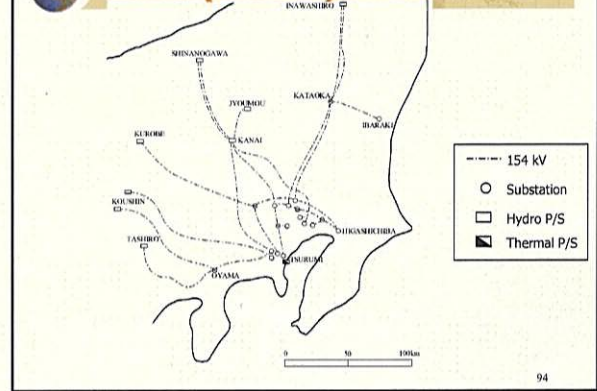 INAWASHIRO
SHINANOGAWA
JYOUMOU
KATAOKA
IBARAKI
KUROBE
KANAI
KOUSHIN
HIGASHICHIBA
TASHIRO
TSURUMI
OYAMA
154 kV
Substation
Hydro P/S
Thermal P/S
0 50 100km
94